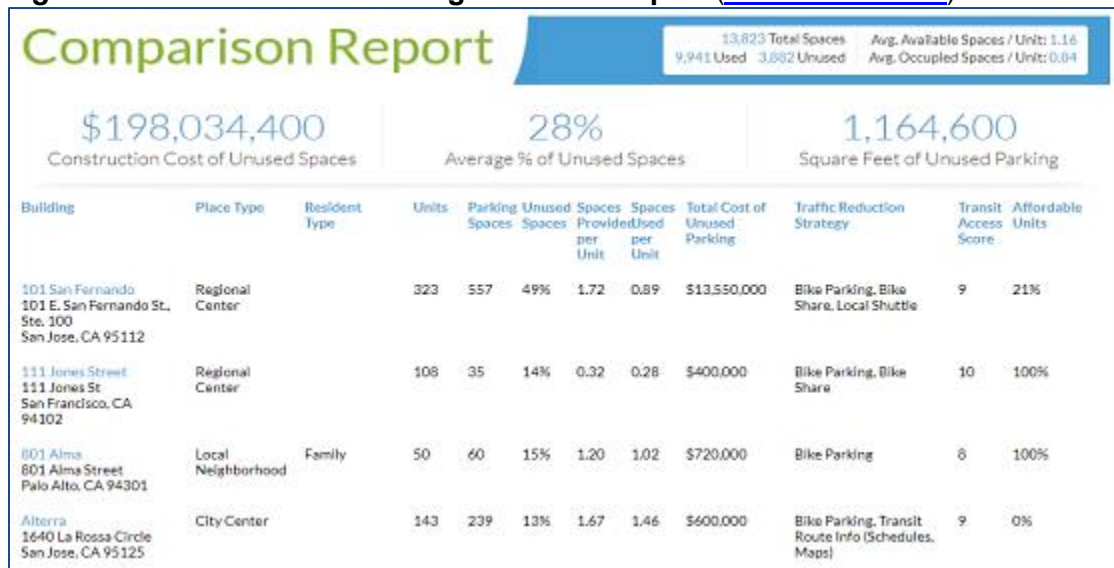 Comparison Report
13,823 Total Spaces
9,941 Used 3,882 Unused
Avg. Available Spaces / Unit: 1.16
Avg. Occupied Spaces / Unit: 0.84
$198,034,400
Construction Cost of Unused Spaces
28%
Average % of Unused Spaces
1,164,600
Square Feet of Unused Parking
Building
Place Type
Resident
Type
Units
Parking
Spaces
Unused
Spaces
Spaces
Provided
per
Unit
Spaces
Used
per
Unit
Total Cost of
Unused
Parking
Traffic Reduction
Strategy
Transit
Access
Score
Affordable
Units
101 San Fernando
101 E. San Fernando St.,
Ste. 100
San Jose, CA 95112
Regional
Center
323
557
49%
1.72
0.89
$13,550,000
Bike Parking, Bike
Share, Local Shuttle
9
21%
111 Jones Street
111 Jones St
San Francisco, CA
94102
Regional
Center
108
35
14%
0.32
0.28
$400,000
Bike Parking, Bike
Share
10
100%
801 Alma
801 Alma Street
Palo Alto, CA 94301
Local
Neighborhood
Family
50
60
15%
1.20
1.02
$720,000
Bike Parking
8
100%
Alterra
1640 La Rossa Circle
San Jose, CA 95125
City Center
143
239
13%
1.67
1.46
$600,000
Bike Parking, Transit
Route Info (Schedules,
Maps)
9
0%